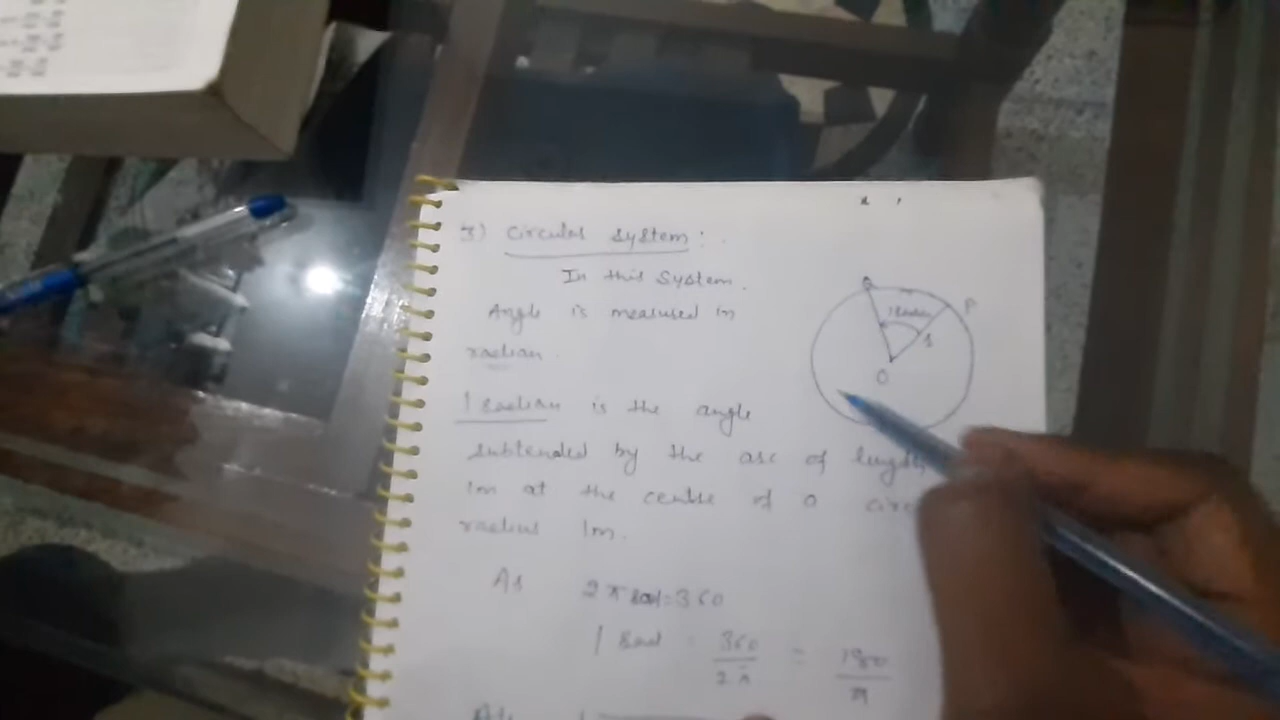 3) Circular System:
In this System.
Angle is measured in
radian.
1 Radian is the angle
subtended by the arc of length
1m at the centre of a
radius 1m.
As 2π rad = 360
1 Rad = 360/2π = 180/π
Q
P
1 Radian
O